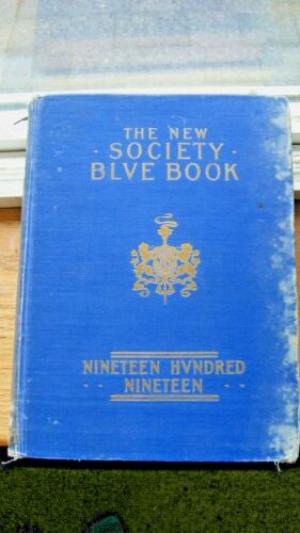 THE NEW
· SOCIETY ·
BLVE BOOK
NINETEEN HVNDRED
·· NINETEEN ··